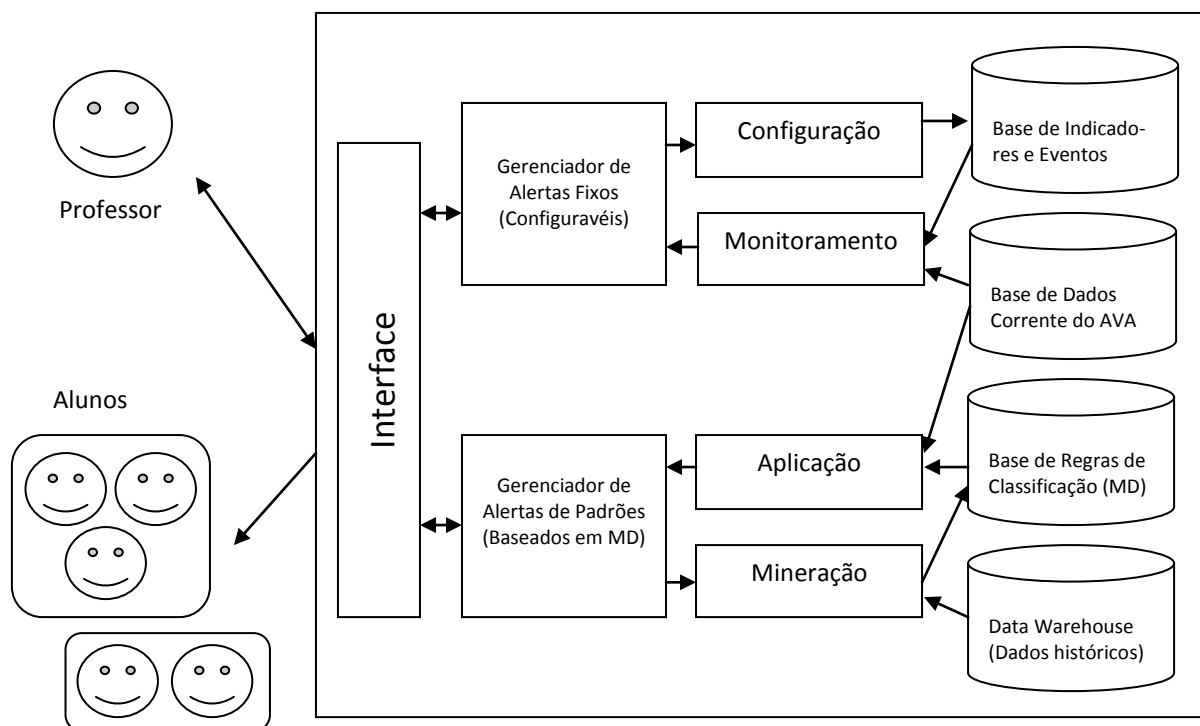 Professor
Alunos
Interface
Gerenciador de
Alertas Fixos
(Configuravéis)
Configuração
Monitoramento
Base de Indicado-
res e Eventos
Base de Dados
Corrente do AVA
Gerenciador de
Alertas de Padrões
(Baseados em MD)
Aplicação
Mineração
Base de Regras de
Classificação (MD)
Data Warehouse
(Dados históricos)